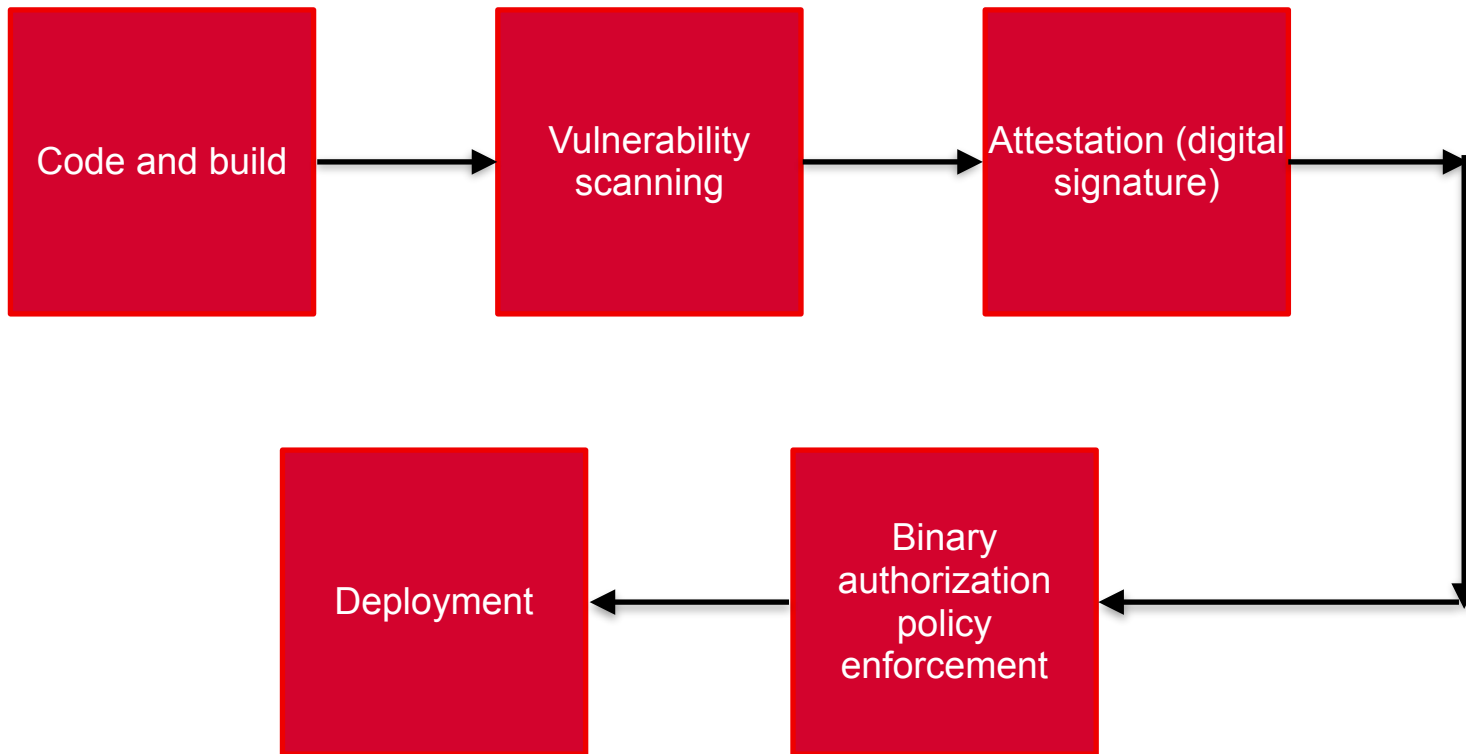 Code and build
Vulnerability
scanning
Attestation (digital
signature)
Binary
authorization
policy
enforcement
Deployment